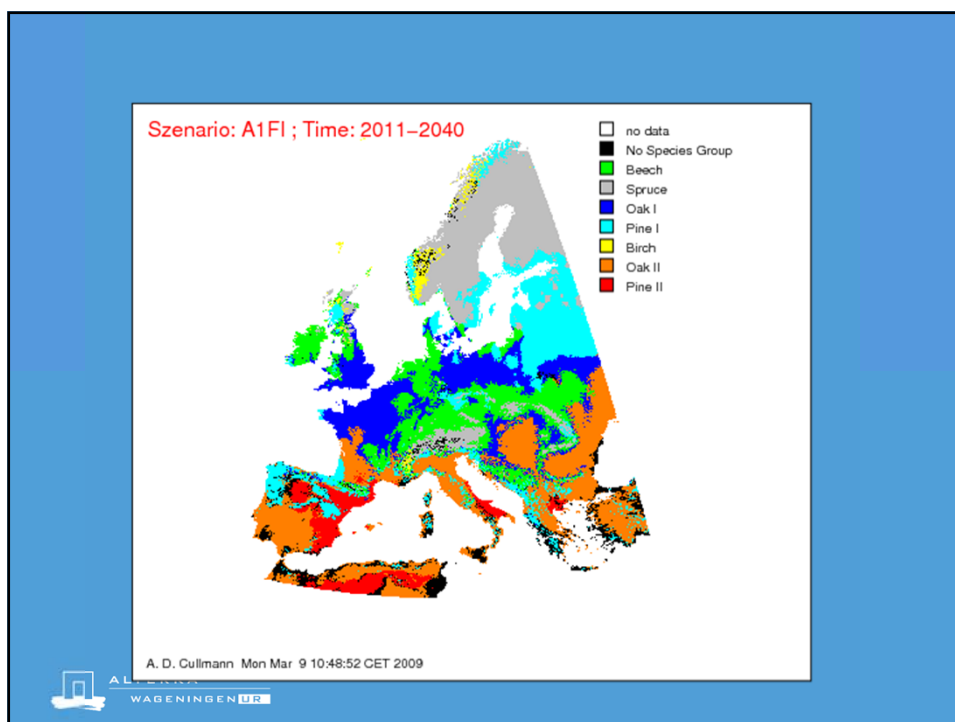 Szenario: A1FI ; Time: 2011–2040
no data
No Species Group
Beech
Spruce
Oak I
Pine I
Birch
Oak II
Pine II
A. D. Cullmann Mon Mar 9 10:48:52 CET 2009
WAGENINGEN UR